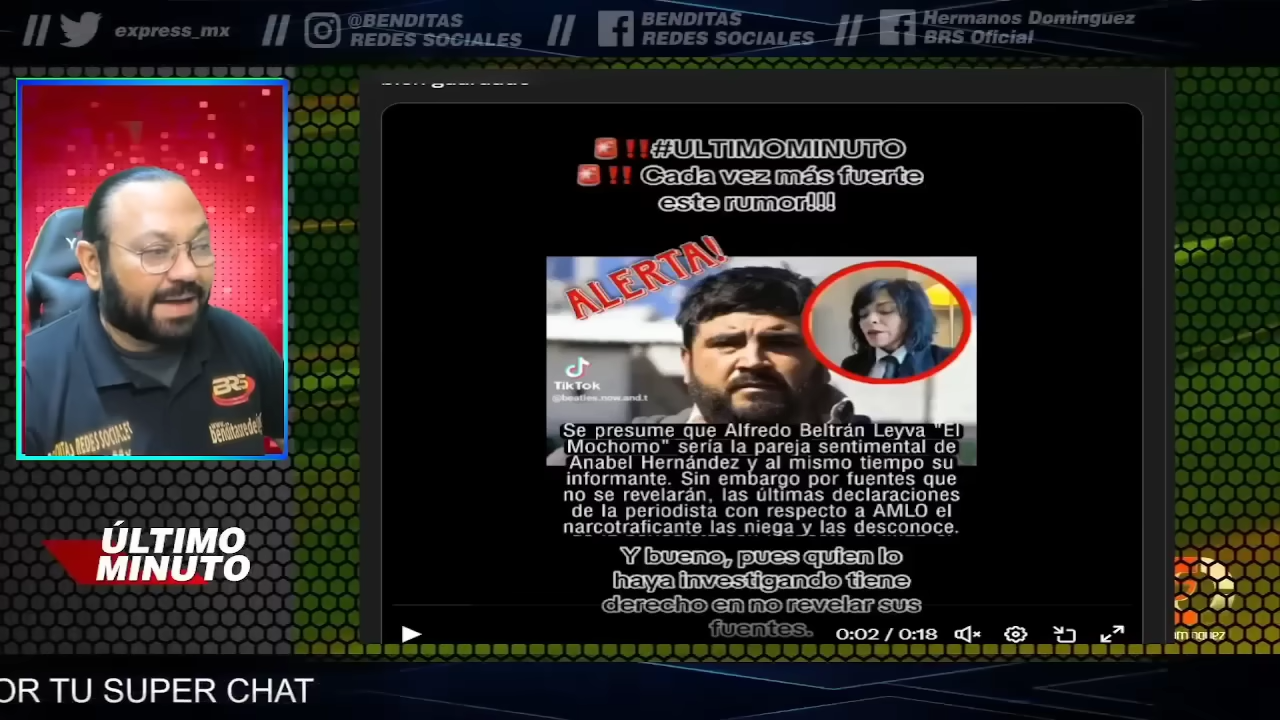 express_mx
@BENDITAS
REDES SOCIALES
BENDITAS
REDES SOCIALES
Hermanos Dominguez
BRS Oficial
#ULTIMOMINUTO
‼ Cada vez más fuerte
este rumor!!!
ALERTA!
TikTok
@beatles.now.and.t
Se presume que Alfredo Beltrán Leyva "El
Mochomo" sería la pareja sentimental de
Anabel Hernández y al mismo tiempo su
informante. Sin embargo por fuentes que
no se revelarán, las últimas declaraciones
de la periodista con respecto a AMLO el
narcotraficante las niega y las desconoce.
Y bueno, pues quien lo
haya investigando tiene
derecho en no revelar sus
fuentes.
0:02 / 0:18
BRS
REDES SOCIALES
ÚLTIMO
MINUTO
OR TU SUPER CHAT